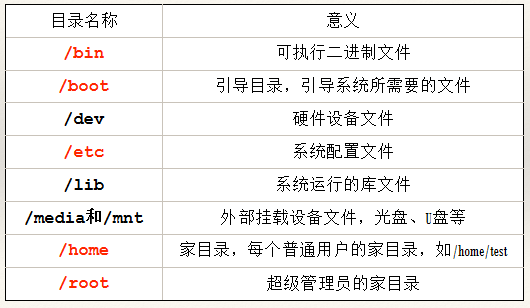 目录名称 意义
/bin 可执行二进制文件
/boot 引导目录，引导系统所需要的文件
/dev 硬件设备文件
/etc 系统配置文件
/lib 系统运行的库文件
/media和/mnt 外部挂载设备文件，光盘、U盘等
/home 家目录，每个普通用户的家目录，如/home/test
/root 超级管理员的家目录